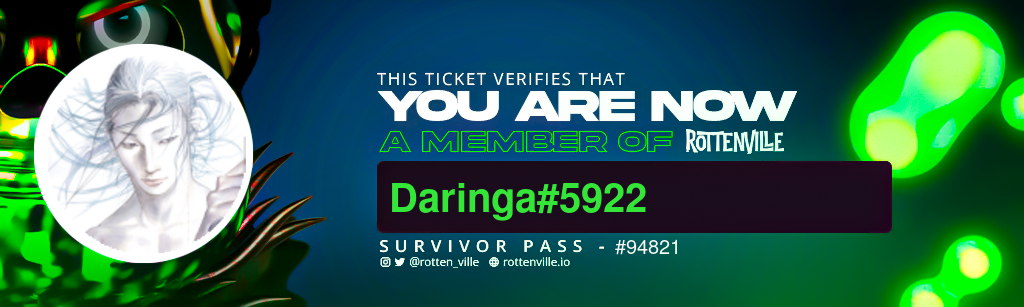 THIS TICKET VERIFIES THAT
YOU ARE NOW
A MEMBER OF ROTTENVILLE
Daringa#5922
SURVIVOR PASS - #94821
@rotten_ville rottenville.io